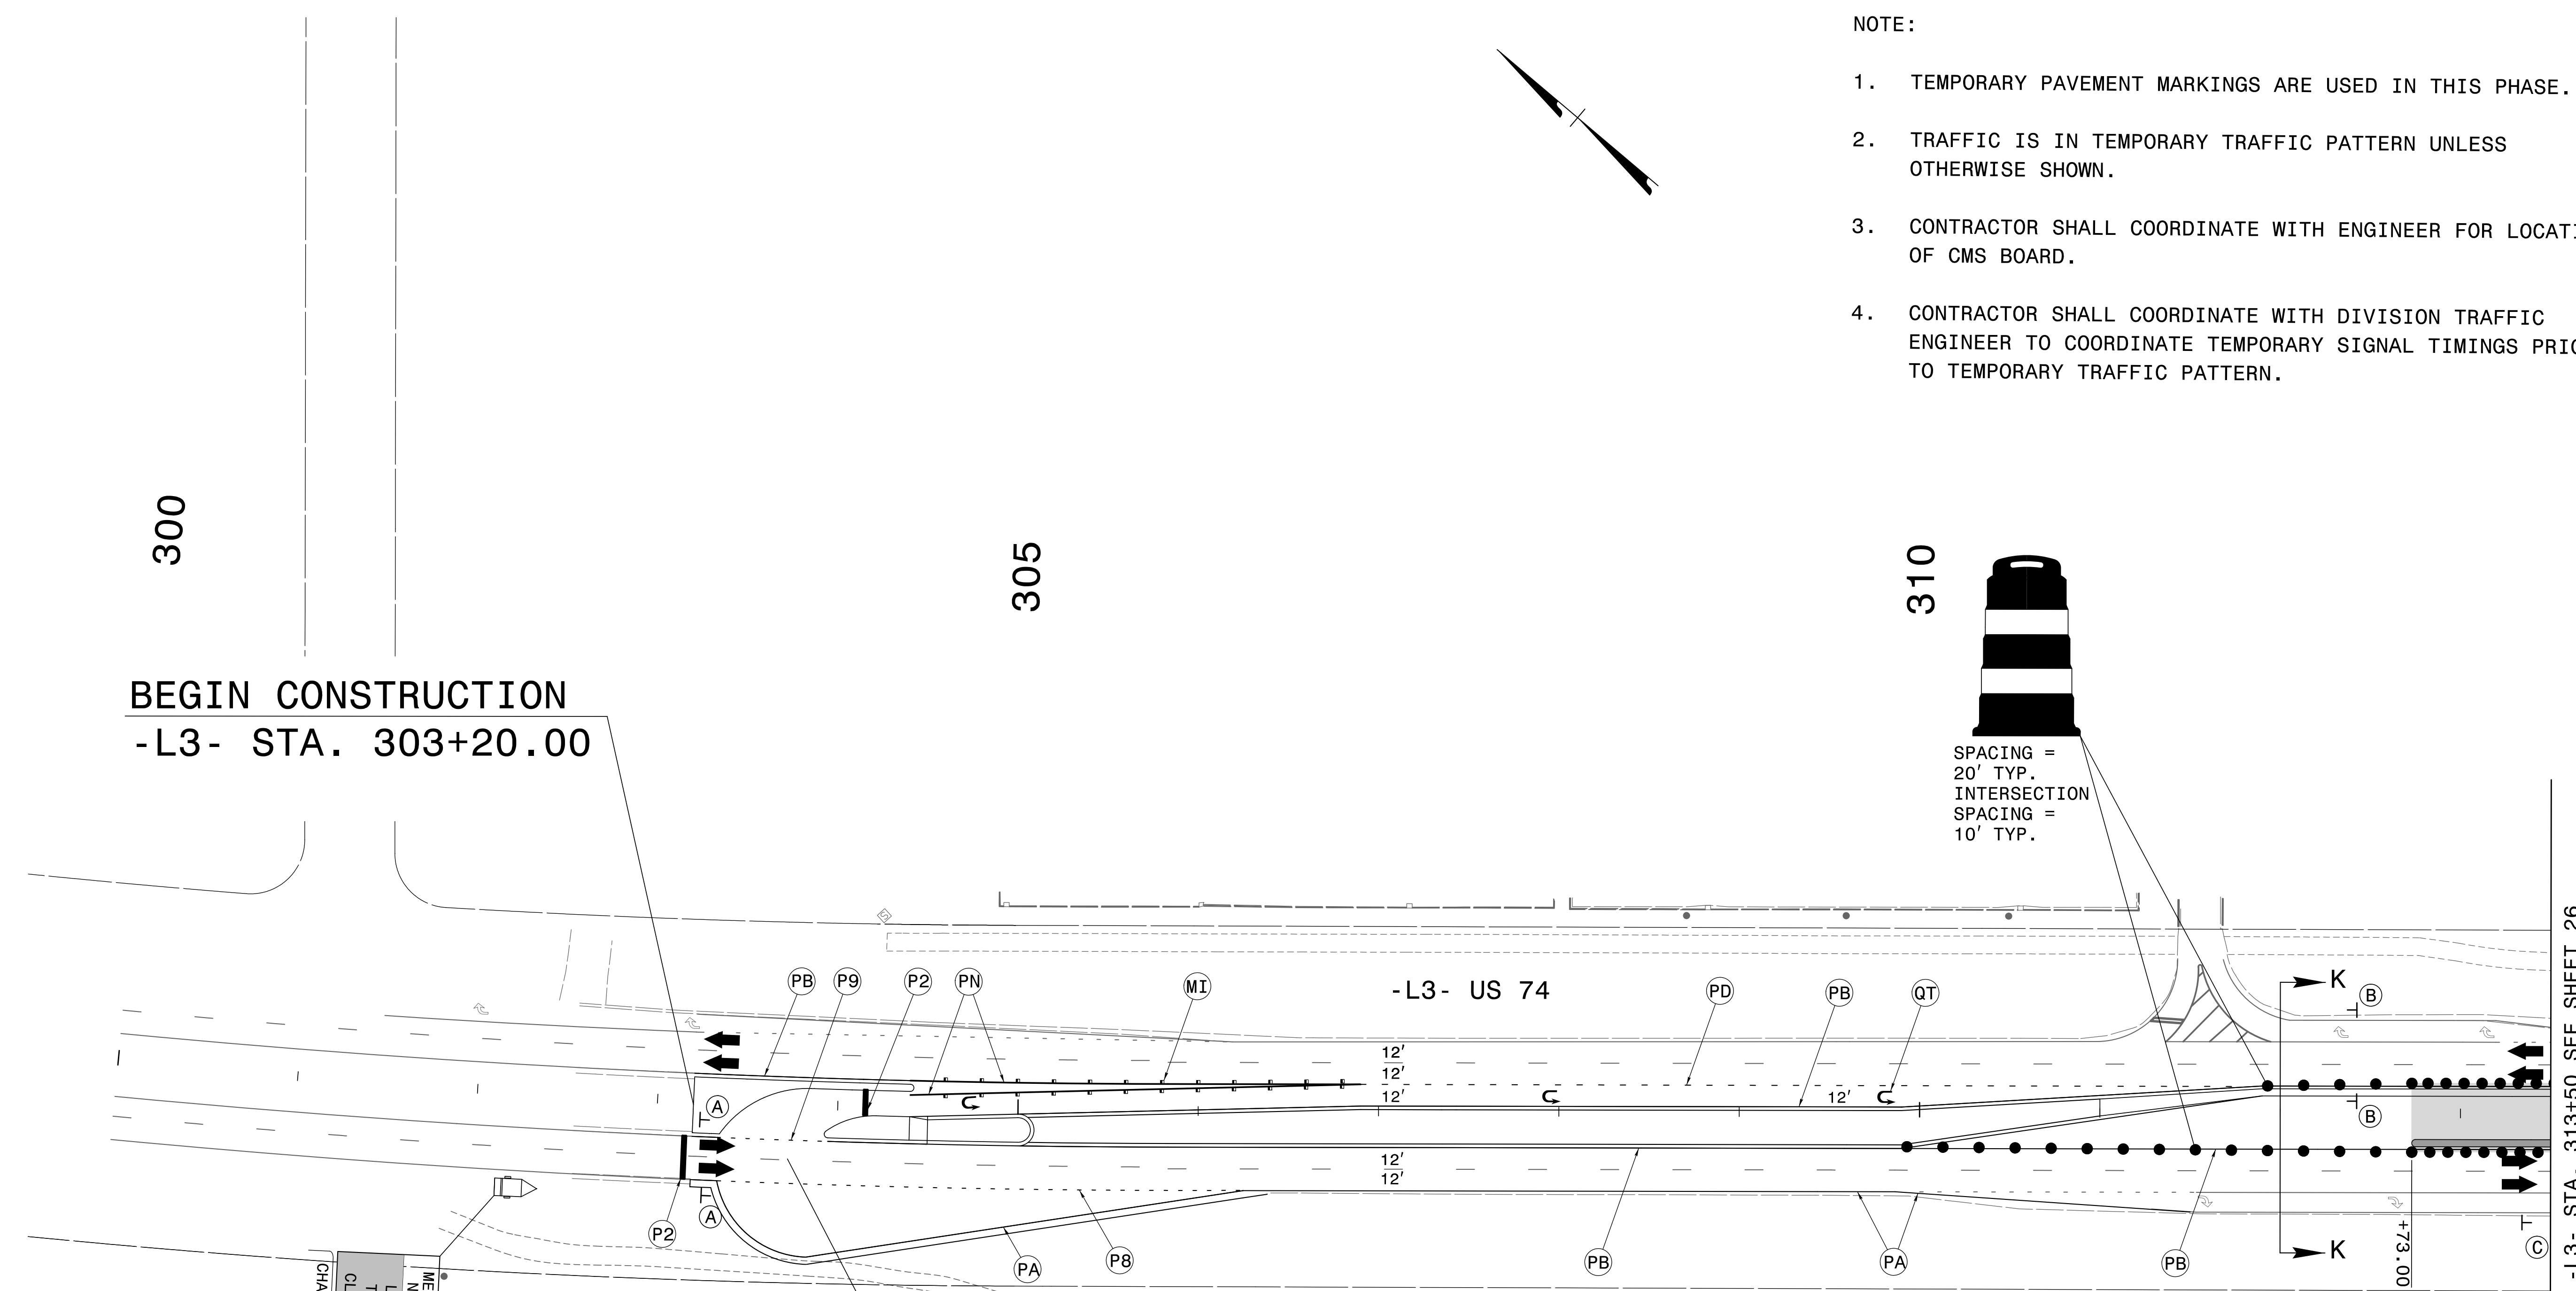 NOTE:
1. TEMPORARY PAVEMENT MARKINGS ARE USED IN THIS PHASE.
2. TRAFFIC IS IN TEMPORARY TRAFFIC PATTERN UNLESS
OTHERWISE SHOWN.
3. CONTRACTOR SHALL COORDINATE WITH ENGINEER FOR LOCATI
OF CMS BOARD.
4. CONTRACTOR SHALL COORDINATE WITH DIVISION TRAFFIC
ENGINEER TO COORDINATE TEMPORARY SIGNAL TIMINGS PRIO
TO TEMPORARY TRAFFIC PATTERN.
300
305
310
BEGIN CONSTRUCTION
-L3- STA. 303+20.00
SPACING =
20' TYP.
INTERSECTION
SPACING =
10' TYP.
S
PB
P9
P2
PN
MI
-L3- US 74
PD
PB
QT
K
B
12'
12'
12'
12'
A
B
12'
12'
A
P2
PA
P8
PB
PA
PB
K
C
+73.00
-L3- STA. 313+50 SEE SHEET 26
CHA
CL
T
L
N
ME